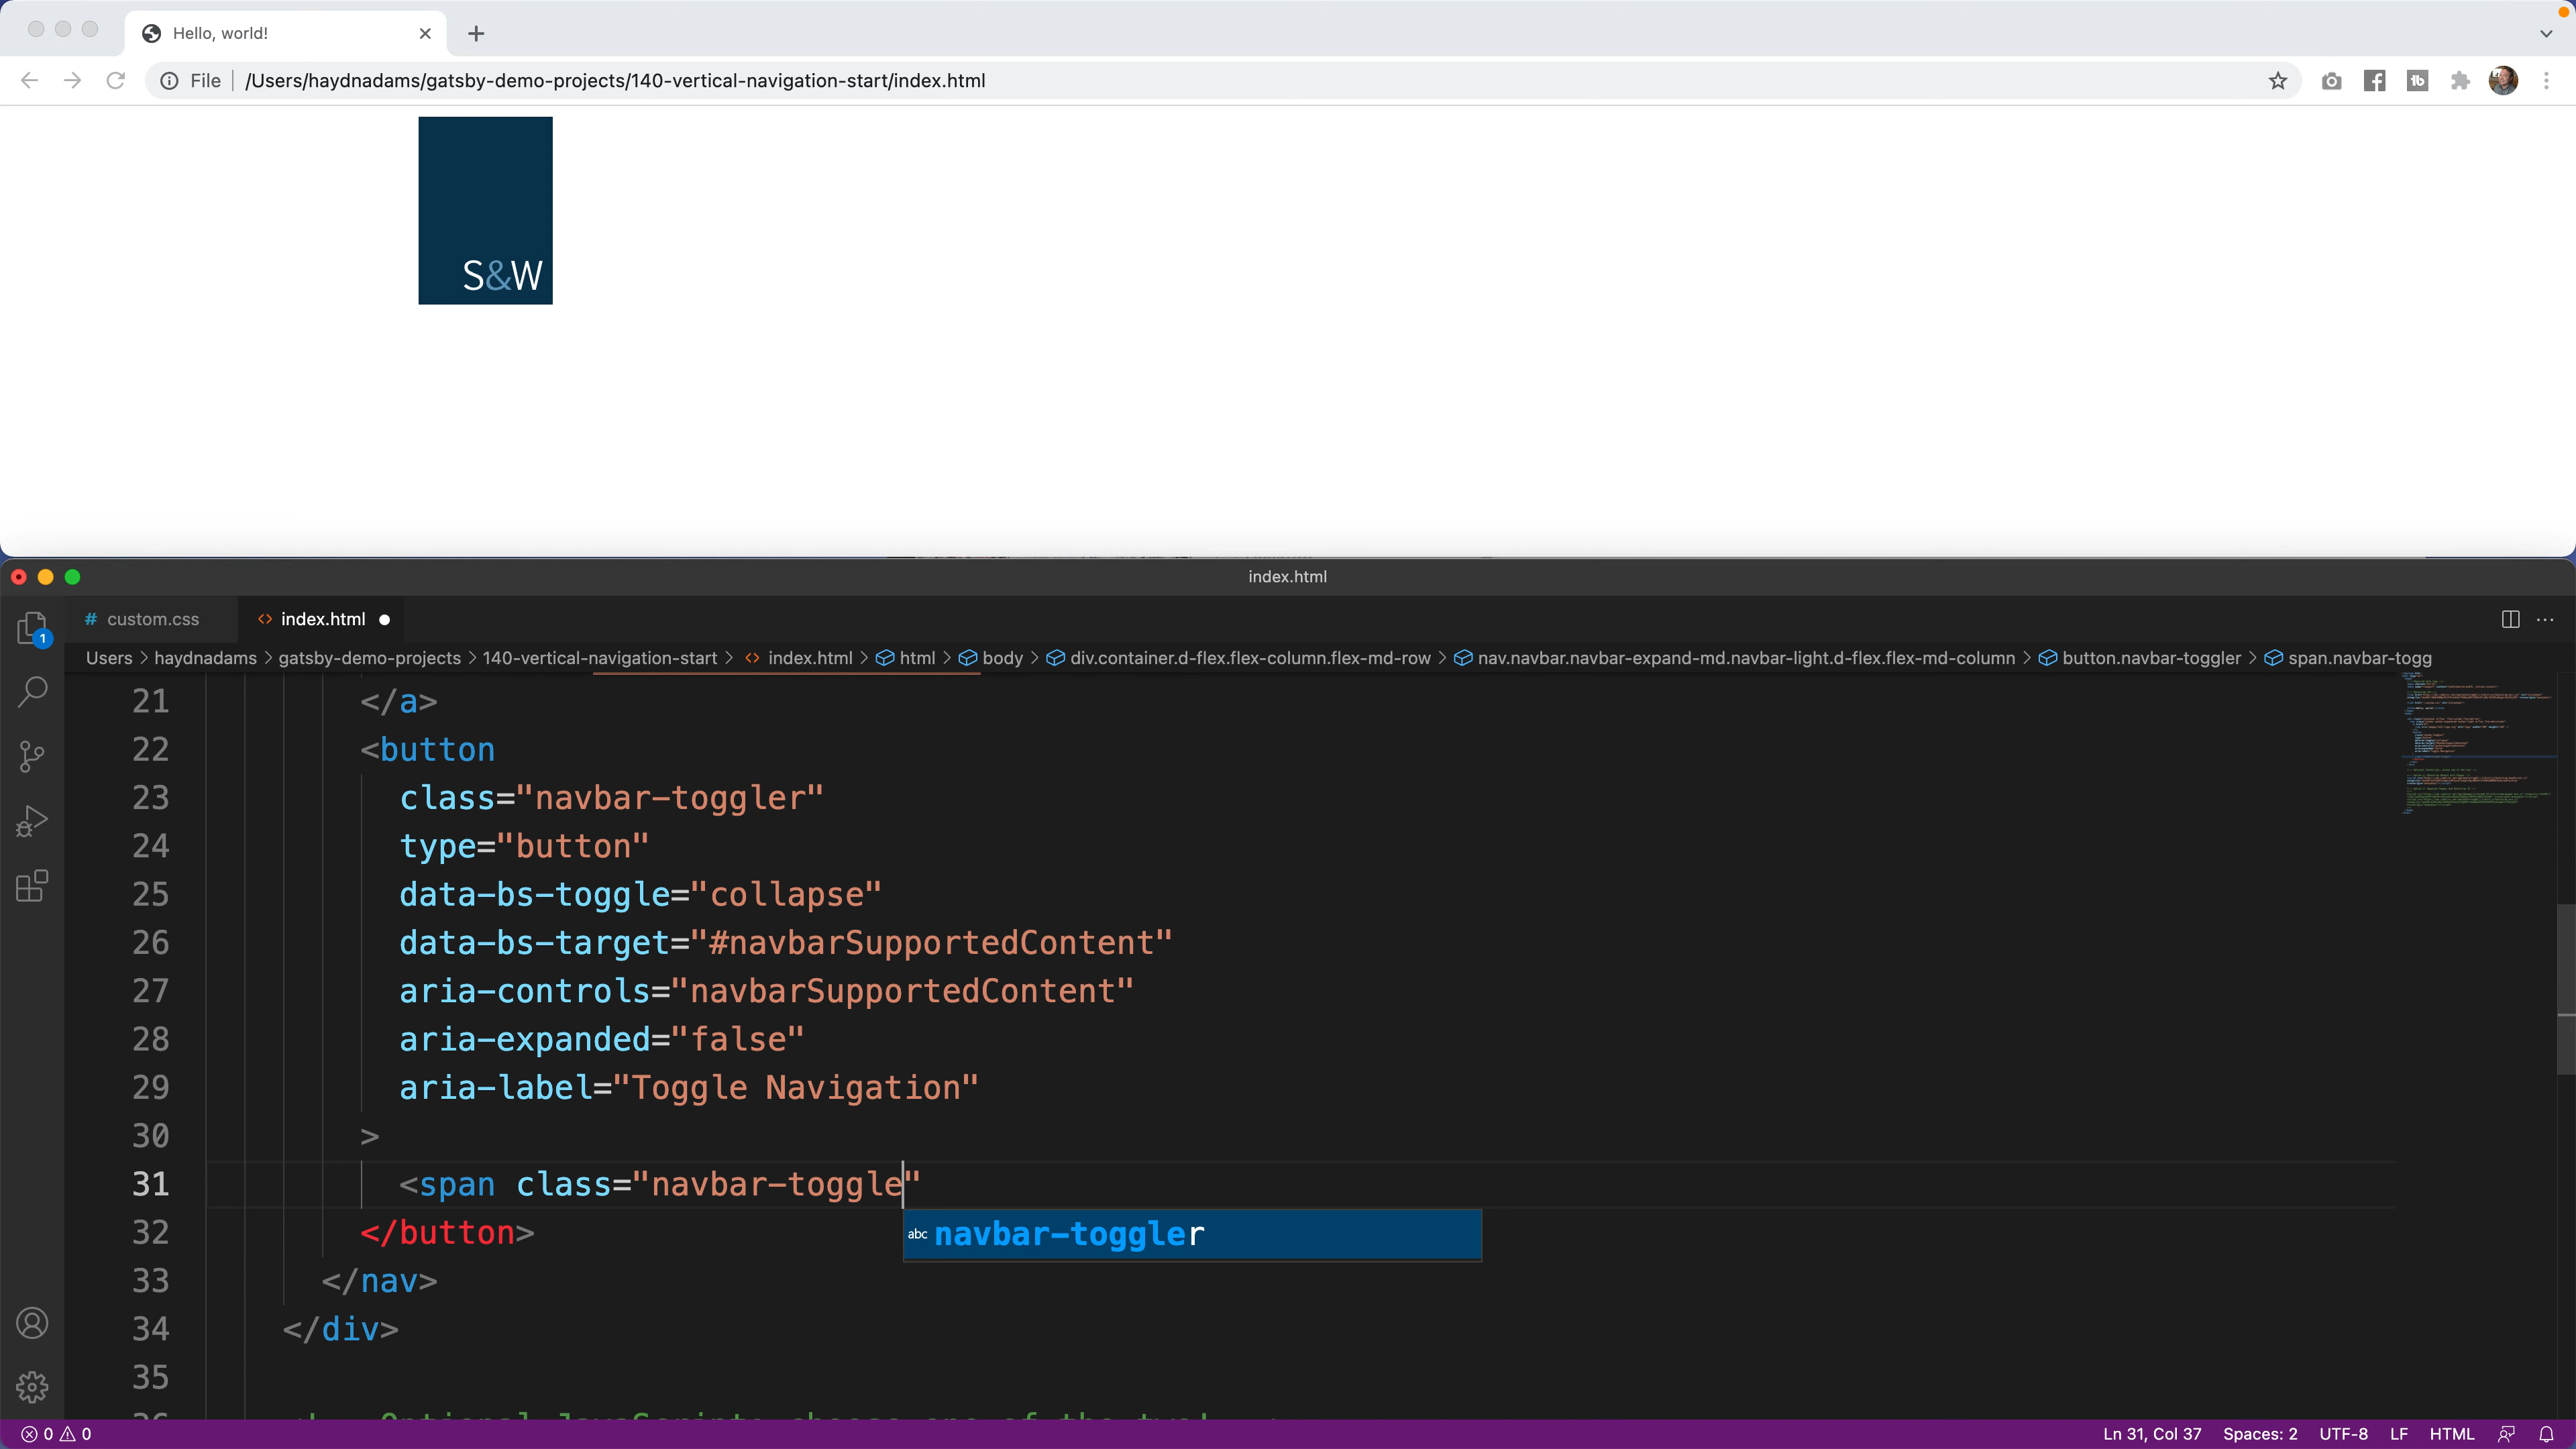 Hello, world!
File /Users/haydnadams/gatsby-demo-projects/140-vertical-navigation-start/index.html
S&W
index.html
1
# custom.css
<> index.html
Users > haydnadams > gatsby-demo-projects > 140-vertical-navigation-start > <> index.html > html > body > div.container.d-flex.flex-column.flex-md-row > nav.navbar.navbar-expand-md.navbar-light.d-flex.flex-md-column > button.navbar-toggler > span.navbar-togg
21 </a>
22 <button
23 class="navbar-toggler"
24 type="button"
25 data-bs-toggle="collapse"
26 data-bs-target="#navbarSupportedContent"
27 aria-controls="navbarSupportedContent"
28 aria-expanded="false"
29 aria-label="Toggle Navigation"
30 >
31 <span class="navbar-toggle"
32 </button>
abc navbar-toggler
33 </nav>
34 </div>
35
0 0 Ln 31, Col 37 Spaces: 2 UTF-8 LF HTML